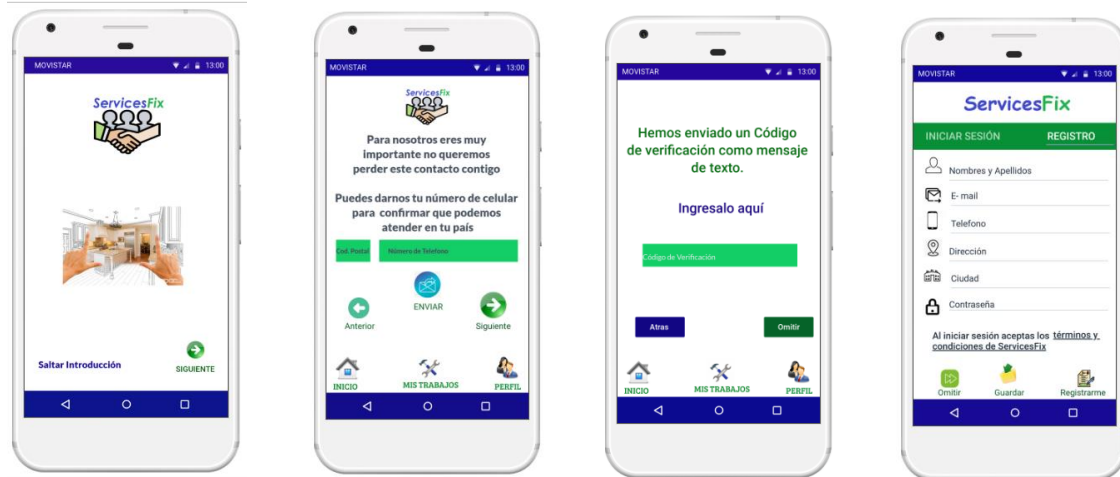 MOVISTAR 13:00
ServicesFix
Saltar Introducción
SIGUIENTE
MOVISTAR 13:00
ServicesFix
Para nosotros eres muy
importante no queremos
perder este contacto contigo
Puedes darnos tu número de celular
para confirmar que podemos
atender en tu país
Cod. Postal Número de Telefono
ENVIAR
Anterior Siguiente
INICIO MIS TRABAJOS PERFIL
MOVISTAR 13:00
Hemos enviado un Código
de verificación como mensaje
de texto.
Ingresalo aquí
Código de Verificación
Atras Omitir
INICIO MIS TRABAJOS PERFIL
MOVISTAR 13:00
ServicesFix
INICIAR SESIÓN REGISTRO
Nombres y Apellidos
E- mail
Telefono
Dirección
Ciudad
Contraseña
Al iniciar sesión aceptas los términos y
condiciones de ServicesFix
Omitir Guardar Registrarme